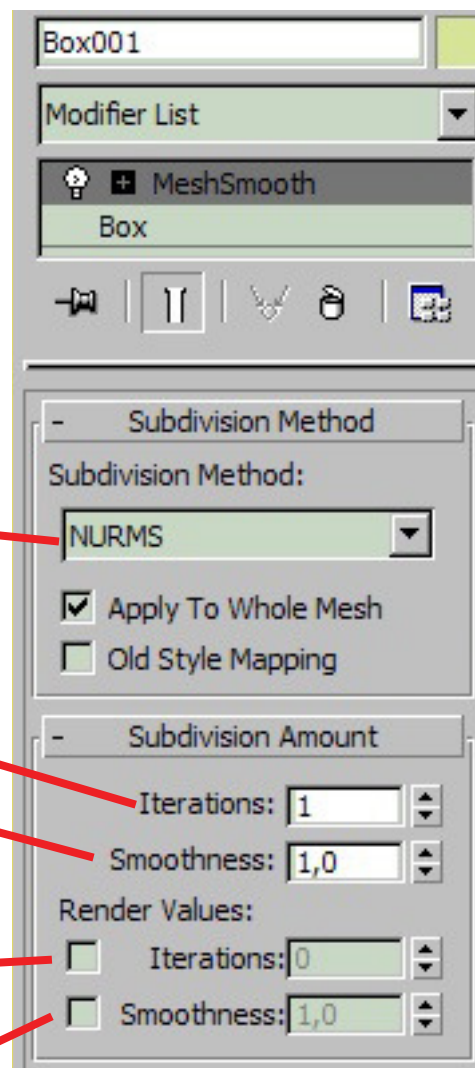 Box001
Modifier List
MeshSmooth
Box
- Subdivision Method
Subdivision Method:
NURMS
Apply To Whole Mesh
Old Style Mapping
- Subdivision Amount
Iterations: 1
Smoothness: 1,0
Render Values:
Iterations: 0
Smoothness: 1,0